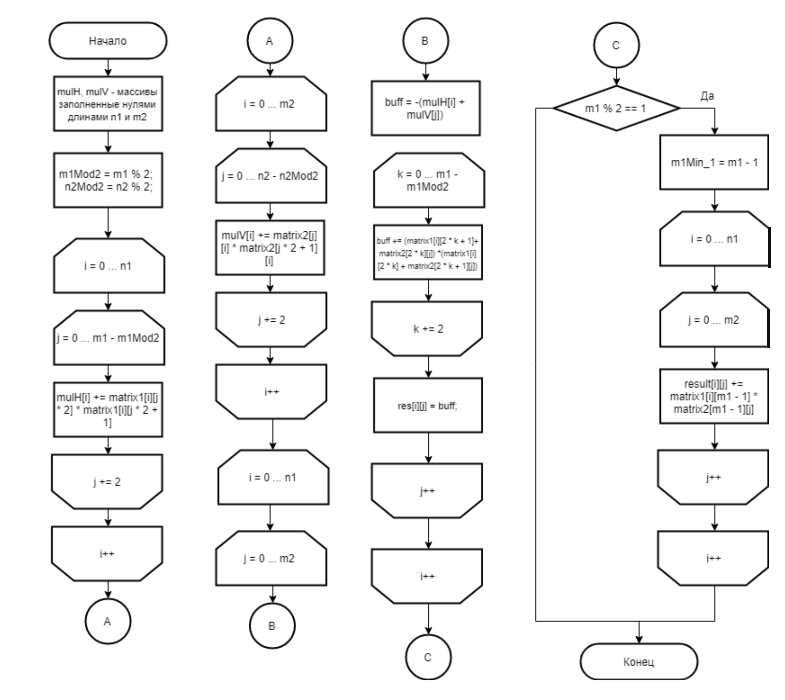 Начало
mulH, mulV - массивы
заполненные нулями
длинами n1 и m2
m1Mod2 = m1 % 2;
n2Mod2 = n2 % 2;
i = 0 ... n1
j = 0 ... m1 - m1Mod2
mulH[i] += matrix1[i][j
* 2] * matrix1[i][j * 2 +
1]
j += 2
i++
A
A
i = 0 ... m2
j = 0 ... n2 - n2Mod2
mulV[i] += matrix2[j]
[i] * matrix2[j * 2 + 1]
[i]
j += 2
i++
i = 0 ... n1
j = 0 ... m2
B
B
buff = -(mulH[i] +
mulV[j])
k = 0 ... m1 -
m1Mod2
buff += (matrix1[i][2 * k + 1]+
matrix2[2 * k][j]) *(matrix1[i]
[2 * k] + matrix2[2 * k + 1][j])
k += 2
res[i][j] = buff;
j++
i++
C
C
m1 % 2 == 1
Да
m1Min_1 = m1 - 1
i = 0 ... n1
j = 0 ... m2
result[i][j] +=
matrix1[i][m1 - 1] *
matrix2[m1 - 1][j]
j++
i++
Конец